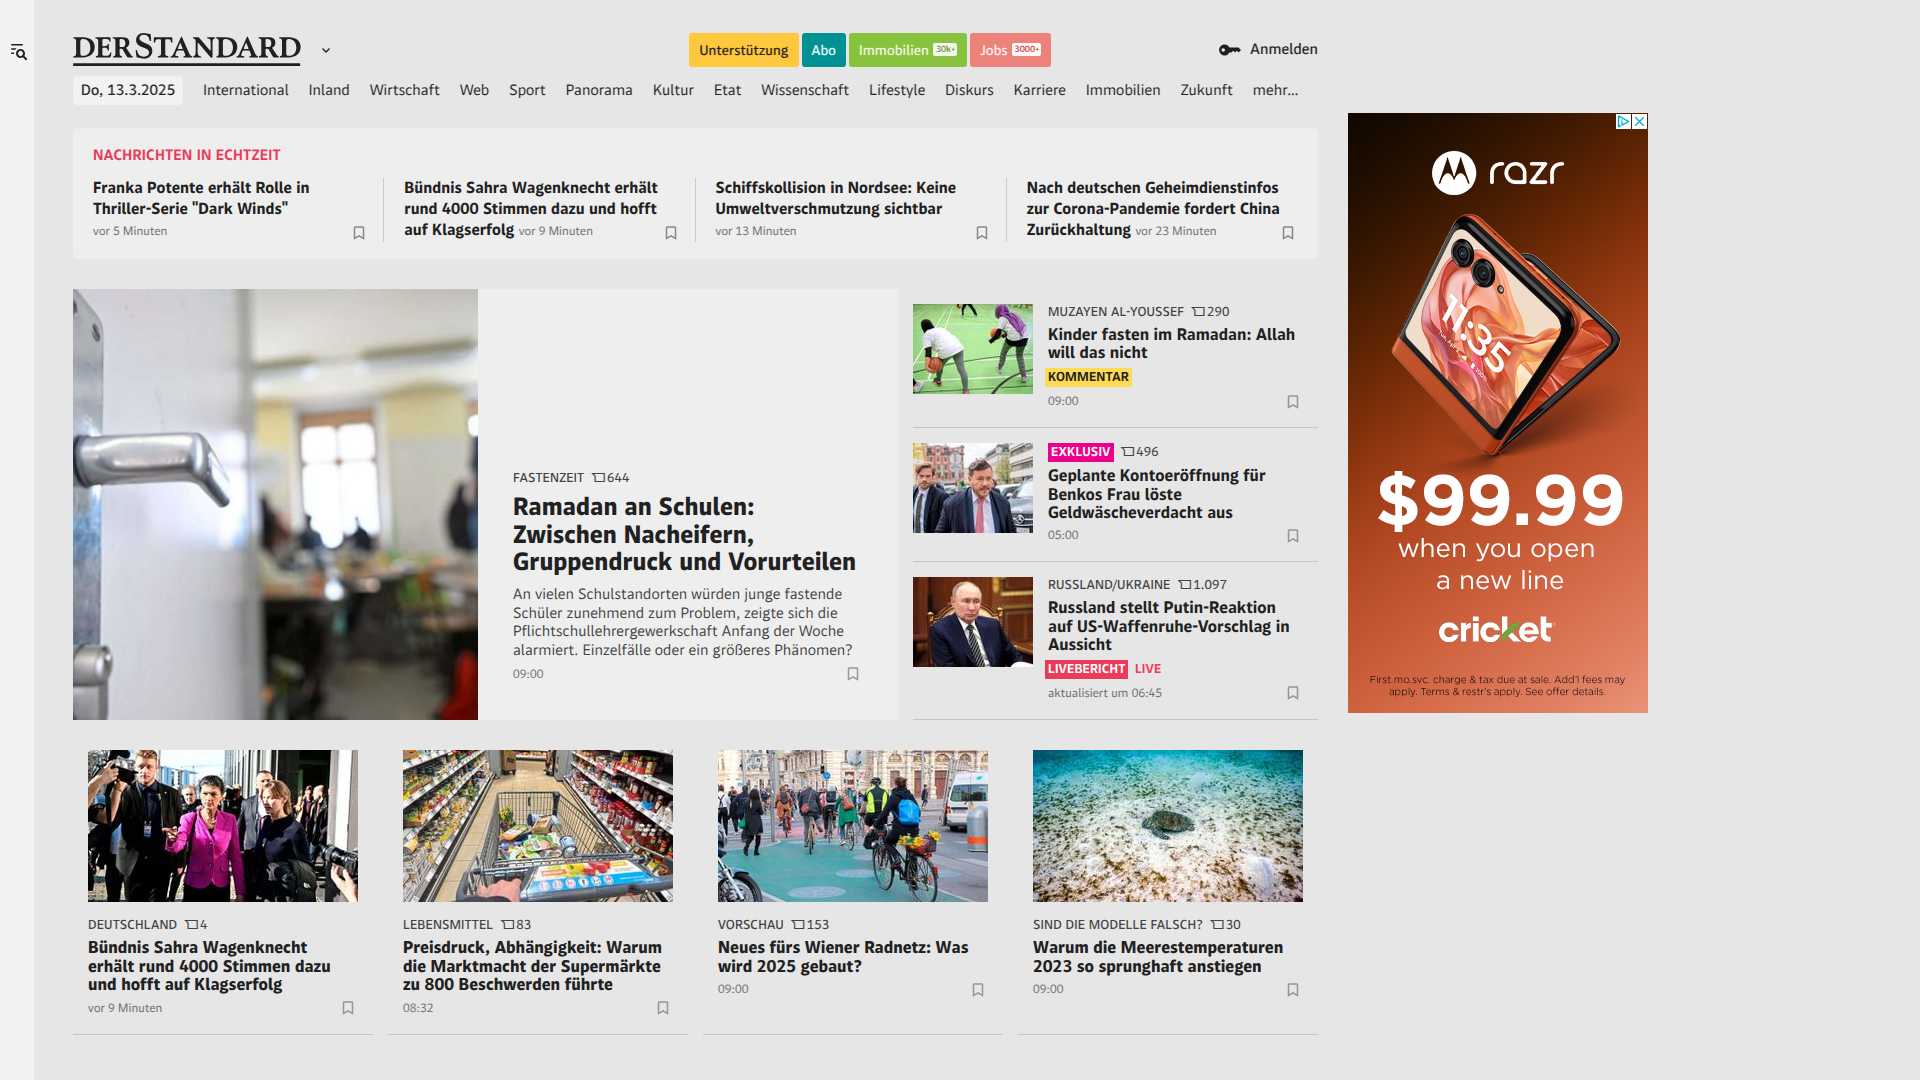 DERSTANDARD
Unterstützung
Abo
Immobilien 30k+
Jobs 3000+
Anmelden
Do, 13.3.2025
International
Inland
Wirtschaft
Web
Sport
Panorama
Kultur
Etat
Wissenschaft
Lifestyle
Diskurs
Karriere
Immobilien
Zukunft
mehr...
NACHRICHTEN IN ECHTZEIT
Franka Potente erhält Rolle in
Thriller-Serie "Dark Winds"
vor 5 Minuten
Bündnis Sahra Wagenknecht erhält
rund 4000 Stimmen dazu und hofft
auf Klagserfolg vor 9 Minuten
Schiffskollision in Nordsee: Keine
Umweltverschmutzung sichtbar
vor 13 Minuten
Nach deutschen Geheimdienstinfos
zur Corona-Pandemie fordert China
Zurückhaltung vor 23 Minuten
FASTENZEIT 644
Ramadan an Schulen:
Zwischen Nacheifern,
Gruppendruck und Vorurteilen
An vielen Schulstandorten würden junge fastende
Schüler zunehmend zum Problem, zeigte sich die
Pflichtschullehrergewerkschaft Anfang der Woche
alarmiert. Einzelfälle oder ein größeres Phänomen?
09:00
MUZAYEN AL-YOUSSEF 290
Kinder fasten im Ramadan: Allah
will das nicht
KOMMENTAR
09:00
EXKLUSIV 496
Geplante Kontoeröffnung für
Benkos Frau löste
Geldwäscheverdacht aus
05:00
RUSSLAND/UKRAINE 1.097
Russland stellt Putin-Reaktion
auf US-Waffenruhe-Vorschlag in
Aussicht
LIVEBERICHT LIVE
aktualisiert um 06:45
DEUTSCHLAND 4
Bündnis Sahra Wagenknecht
erhält rund 4000 Stimmen dazu
und hofft auf Klagserfolg
vor 9 Minuten
LEBENSMITTEL 83
Preisdruck, Abhängigkeit: Warum
die Marktmacht der Supermärkte
zu 800 Beschwerden führte
08:32
VORSCHAU 153
Neues fürs Wiener Radnetz: Was
wird 2025 gebaut?
09:00
SIND DIE MODELLE FALSCH? 30
Warum die Meerestemperaturen
2023 so sprunghaft anstiegen
09:00
razr
11:35
$99.99
when you open
a new line
cricket
First mo. svc. charge & tax due at sale. Add'l fees may
apply. Terms & restr's apply. See offer details.